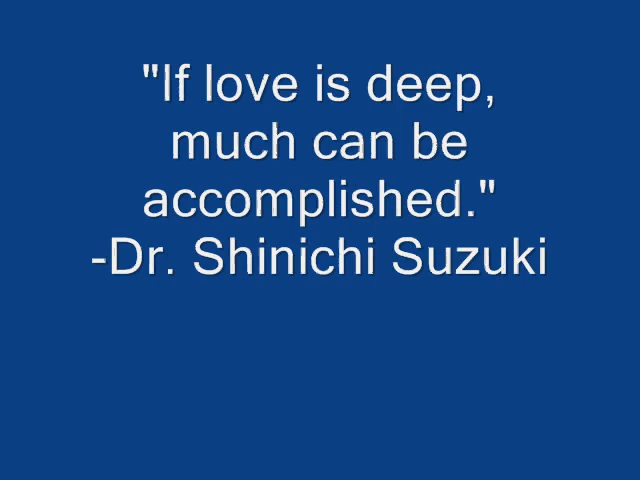 "If love is deep,
much can be
accomplished."
-Dr. Shinichi Suzuki